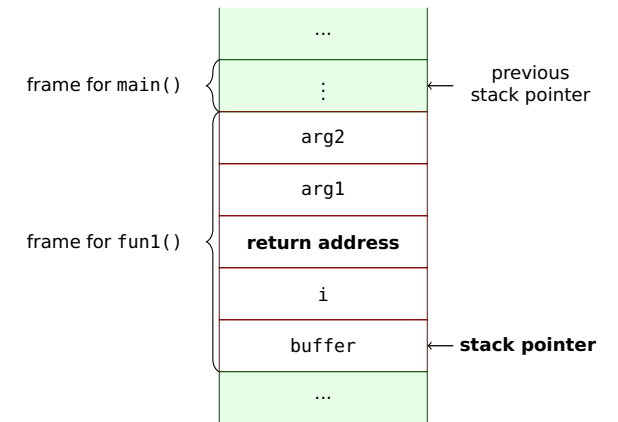 ...
frame for main()
⋮
previous
stack pointer
arg2
arg1
frame for fun1()
return address
i
buffer
stack pointer
...